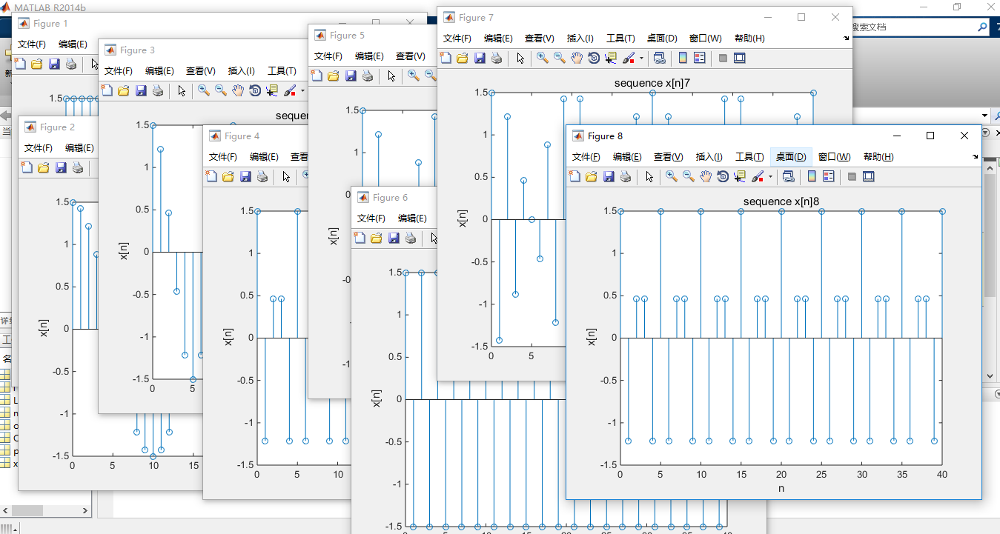 MATLAB R2014b
搜索文档
Figure 1
文件(F) 编辑(E)
1.5
Figure 2
文件(F) 编辑(E)
1.5
1
0.5
0
-0.5
-1
-1.5
x[n]
0 5 10 15
Figure 3
文件(F) 编辑(E) 查看(V) 插入(I) 工具(T)
sequen
1.5
1
0.5
0
-0.5
-1
-1.5
x[n]
0 5
Figure 4
文件(F) 编辑(E) 查看
1.5
1
0.5
0
-0.5
-1
-1.5
x[n]
0 5 10
Figure 5
文件(F) 编辑(E) 查看(V)
1.5
1
0
x[n]
-0
-1
Figure 6
文件(F) 编辑(E)
1.5
1
0.5
0
-0.5
-1
-1.5
x[n]
Figure 7
文件(F) 编辑(E) 查看(V) 插入(I) 工具(T) 桌面(D) 窗口(W) 帮助(H)
sequence x[n]7
1.5
1
0.5
0
-0.5
-1
-1.5
x[n]
0 5
Figure 8
文件(F) 编辑(E) 查看(V) 插入(I) 工具(T) 桌面(D) 窗口(W) 帮助(H)
sequence x[n]8
1.5
1
0.5
0
-0.5
-1
-1.5
x[n]
0 5 10 15 20 25 30 35 40
n